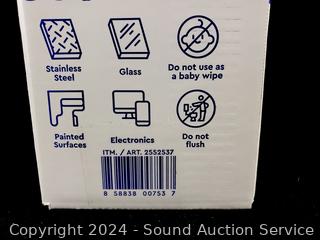 Stainless
Steel
Glass
Do not use as
a baby wipe
Painted
Surfaces
Electronics
Do not
flush
ITM. / ART. 2552537
8 58838 00753 7
Copyright 2024 - Sound Auction Service